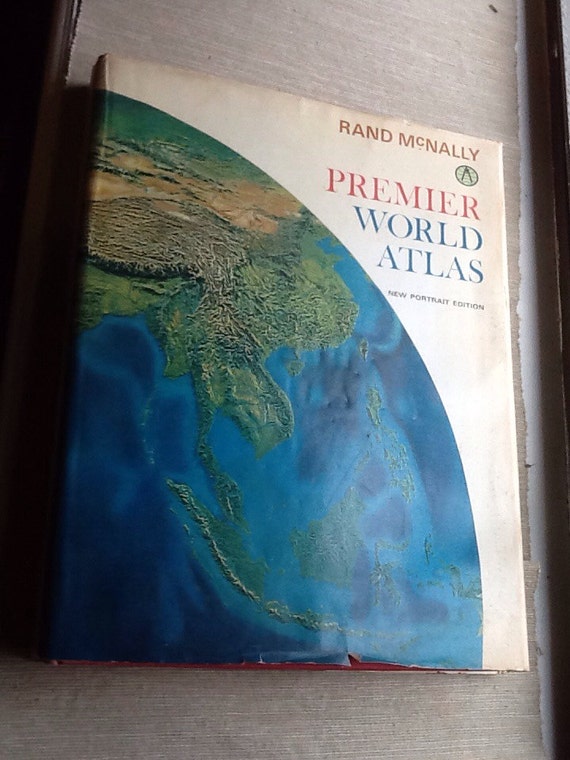 RAND McNALLY
PREMIER
WORLD
ATLAS
NEW PORTRAIT EDITION